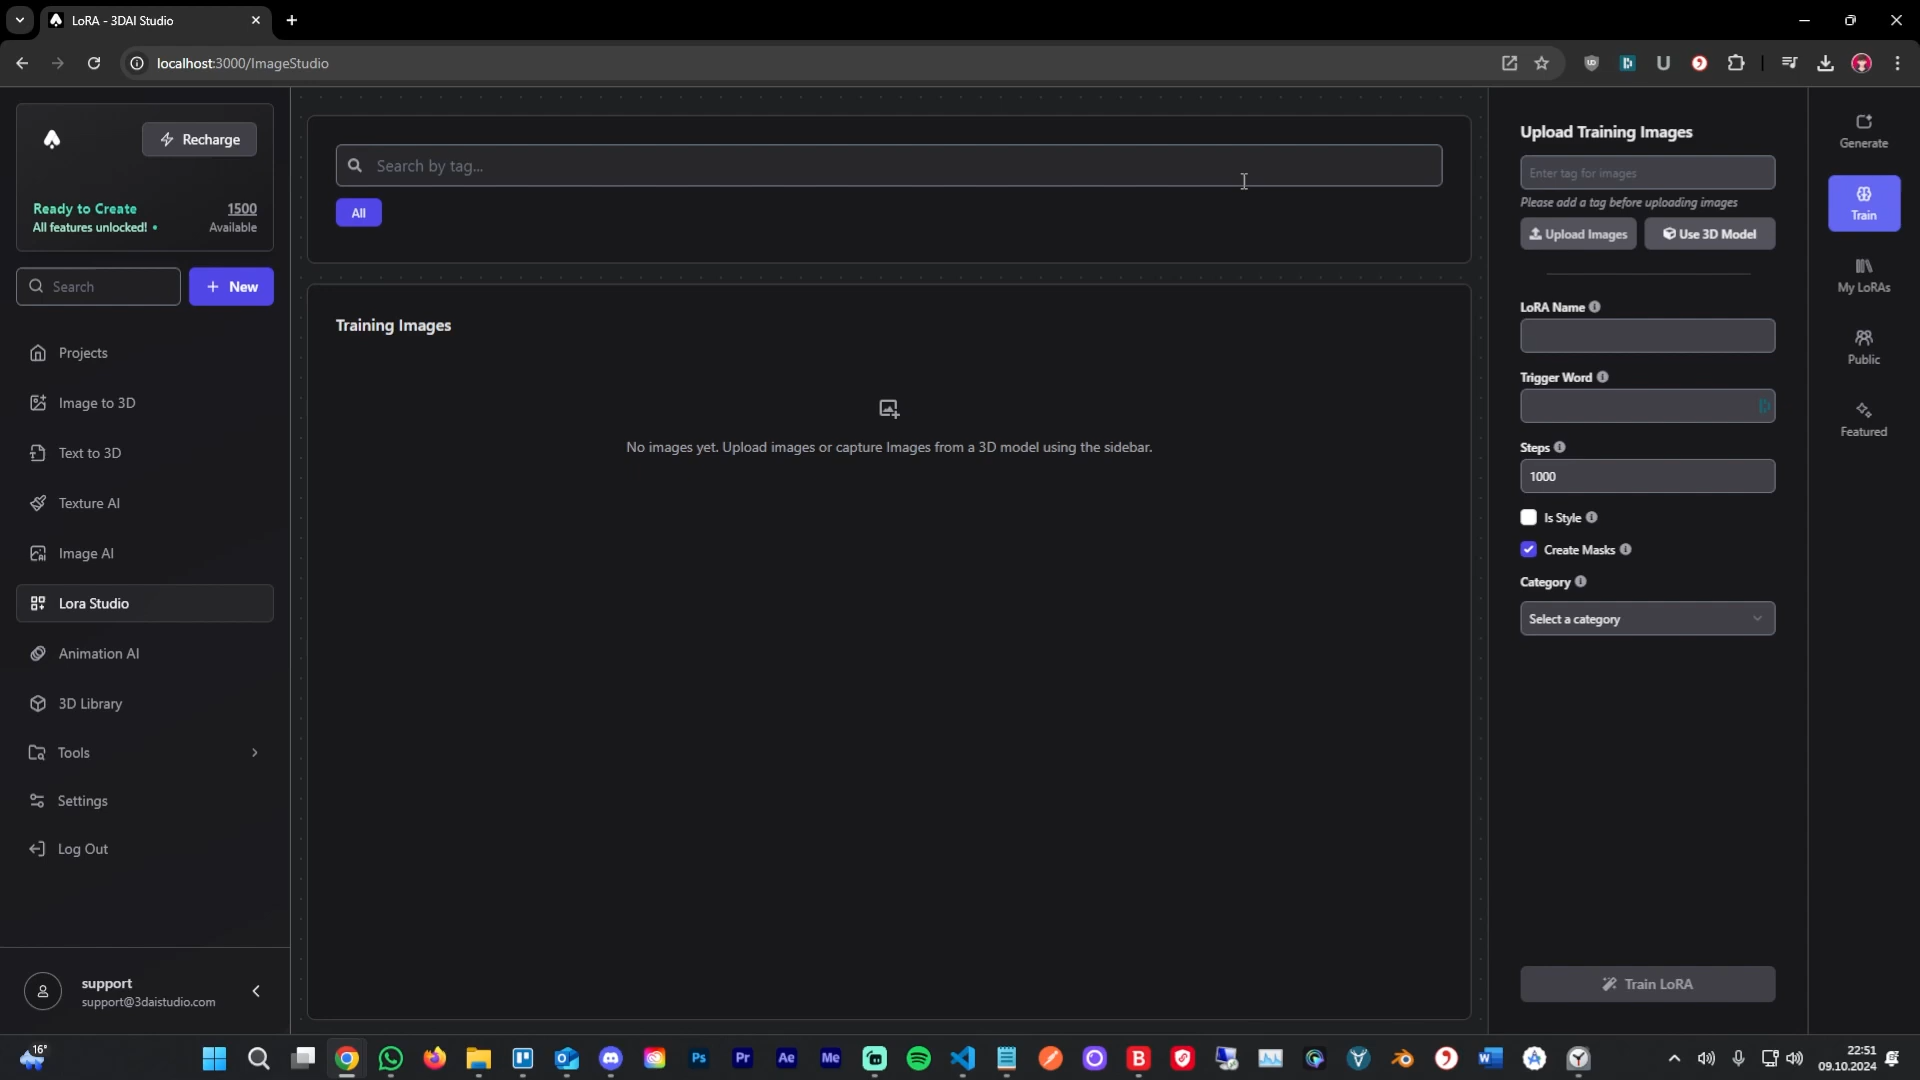 LoRA - 3DAI Studio
localhost:3000/ImageStudio
Recharge
Ready to Create
1500
All features unlocked!
Available
Search
New
Projects
Image to 3D
Text to 3D
Texture AI
Image AI
Lora Studio
Animation AI
3D Library
Tools
Settings
Log Out
support
support@3daistudio.com
Search by tag...
All
Training Images
No images yet. Upload images or capture Images from a 3D model using the sidebar.
Upload Training Images
Enter tag for images
Please add a tag before uploading images
Upload Images
Use 3D Model
LoRA Name
Trigger Word
Steps
1000
Is Style
Create Masks
Category
Select a category
Train LoRA
Generate
Train
My LoRAs
Public
Featured
16°
Ps
Pr
Ae
Me
22:51
09.10.2024